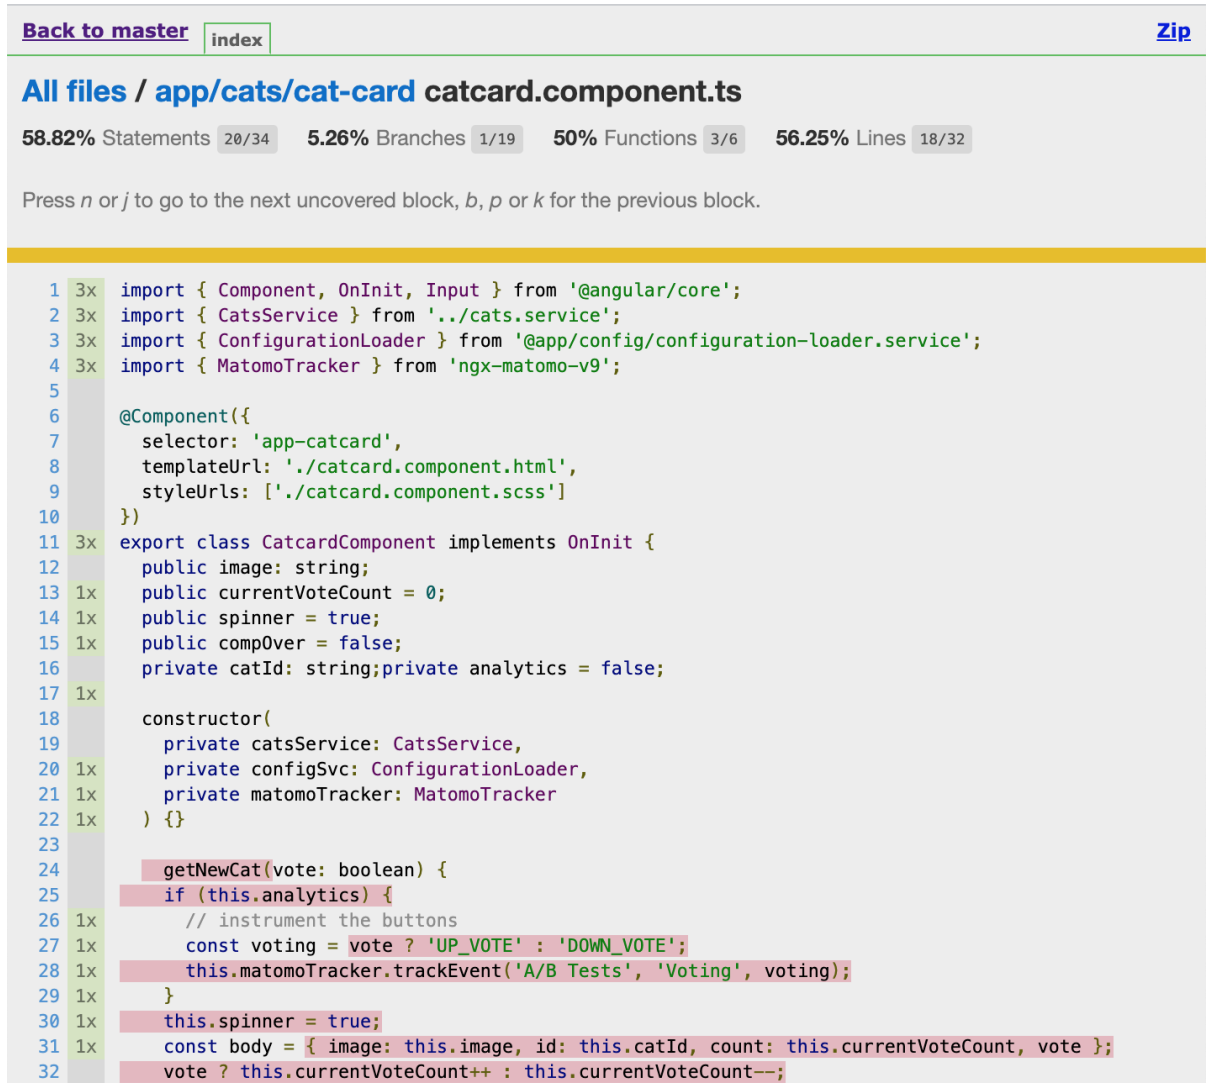 Back to master index Zip
All files / app/cats/cat-card catcard.component.ts
58.82% Statements 20/34 5.26% Branches 1/19 50% Functions 3/6 56.25% Lines 18/32
Press n or j to go to the next uncovered block, b, p or k for the previous block.
1 3x import { Component, OnInit, Input } from '@angular/core';
2 3x import { CatsService } from '../cats.service';
3 3x import { ConfigurationLoader } from '@app/config/configuration-loader.service';
4 3x import { MatomoTracker } from 'ngx-matomo-v9';
5
6 @Component({
7 selector: 'app-catcard',
8 templateUrl: './catcard.component.html',
9 styleUrls: ['./catcard.component.scss']
10 })
11 3x export class CatcardComponent implements OnInit {
12 public image: string;
13 1x public currentVoteCount = 0;
14 1x public spinner = true;
15 1x public compOver = false;
16 private catId: string;private analytics = false;
17 1x
18 constructor(
19 private catsService: CatsService,
20 1x private configSvc: ConfigurationLoader,
21 1x private matomoTracker: MatomoTracker
22 1x ) {}
23
24 getNewCat(vote: boolean) {
25 if (this.analytics) {
26 1x // instrument the buttons
27 1x const voting = vote ? 'UP_VOTE' : 'DOWN_VOTE';
28 1x this.matomoTracker.trackEvent('A/B Tests', 'Voting', voting);
29 1x }
30 1x this.spinner = true;
31 1x const body = { image: this.image, id: this.catId, count: this.currentVoteCount, vote };
32 vote ? this.currentVoteCount++ : this.currentVoteCount--;